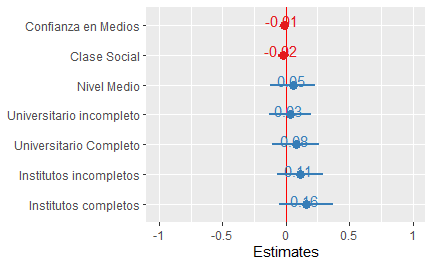 Confianza en Medios -0.01
Clase Social -0.02
Nivel Medio 0.05
Universitario incompleto 0.03
Universitario Completo 0.08
Institutos incompletos 0.11
Institutos completos 0.16
-1 -0.5 0 0.5 1
Estimates